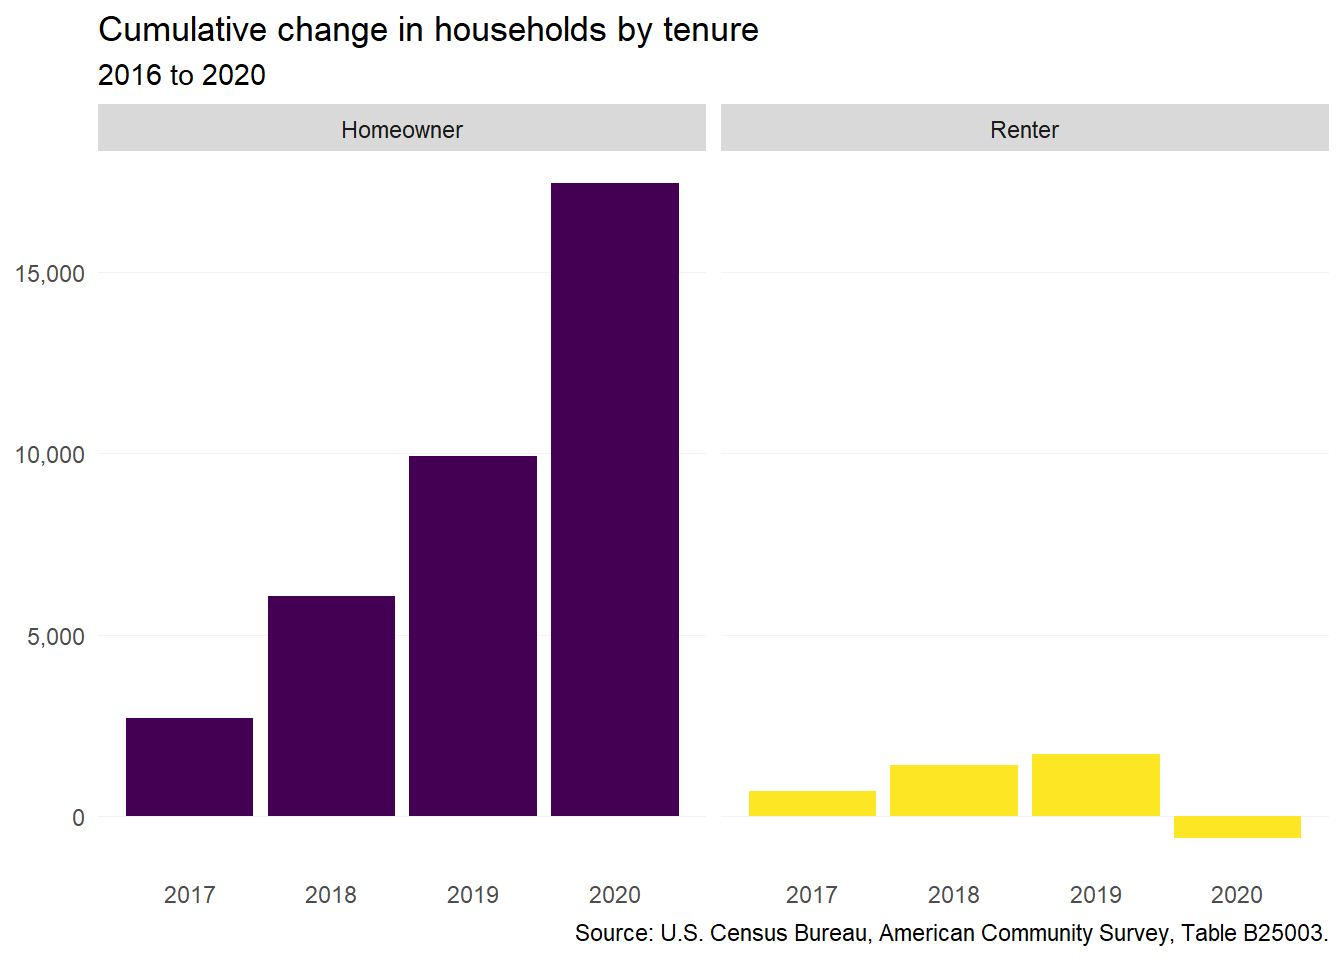 Cumulative change in households by tenure
2016 to 2020
Homeowner Renter
15,000
10,000
5,000
0
2017 2018 2019 2020 2017 2018 2019 2020
Source: U.S. Census Bureau, American Community Survey, Table B25003.